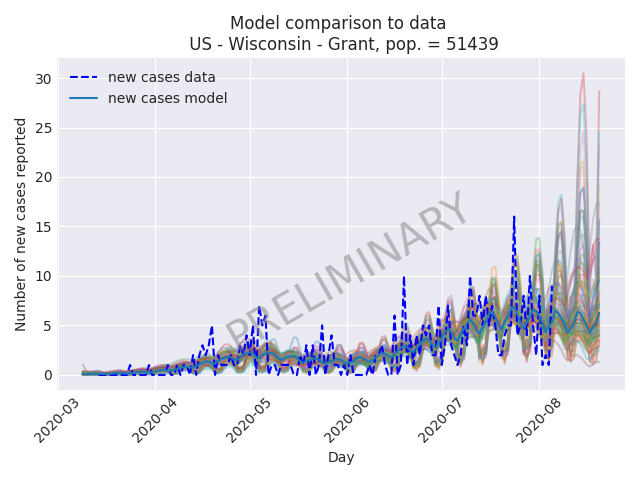 Model comparison to data
US - Wisconsin - Grant, pop. = 51439
new cases data
new cases model
Number of new cases reported
30
25
20
15
10
5
0
PRELIMINARY
2020-03
2020-04
2020-05
2020-06
2020-07
2020-08
Day